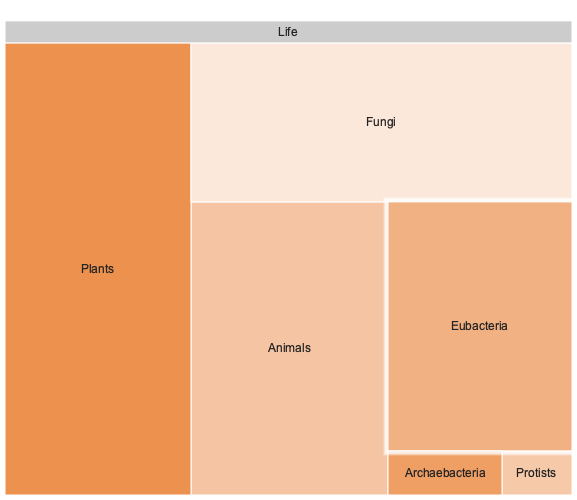 Life
Fungi
Plants
Eubacteria
Animals
Archaebacteria
Protists